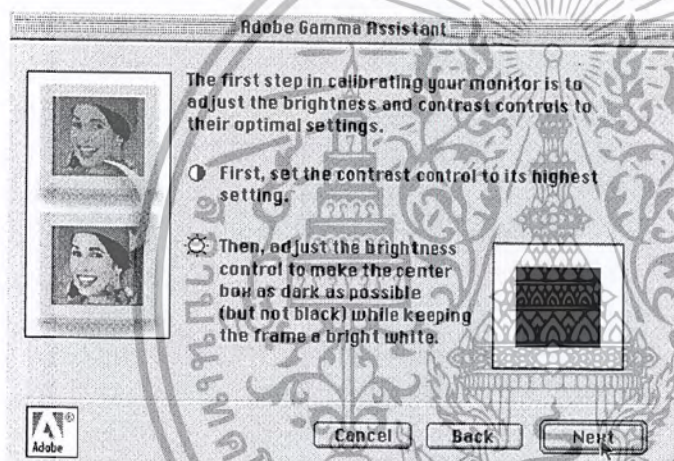 Adobe Gamma Assistant
The first step in calibrating your monitor is to
adjust the brightness and contrast controls to
their optimal settings.
First, set the contrast control to its highest
setting.
Then, adjust the brightness
control to make the center
box as dark as possible
(but not black) while keeping
the frame a bright white.
Adobe
Cancel
Back
Next